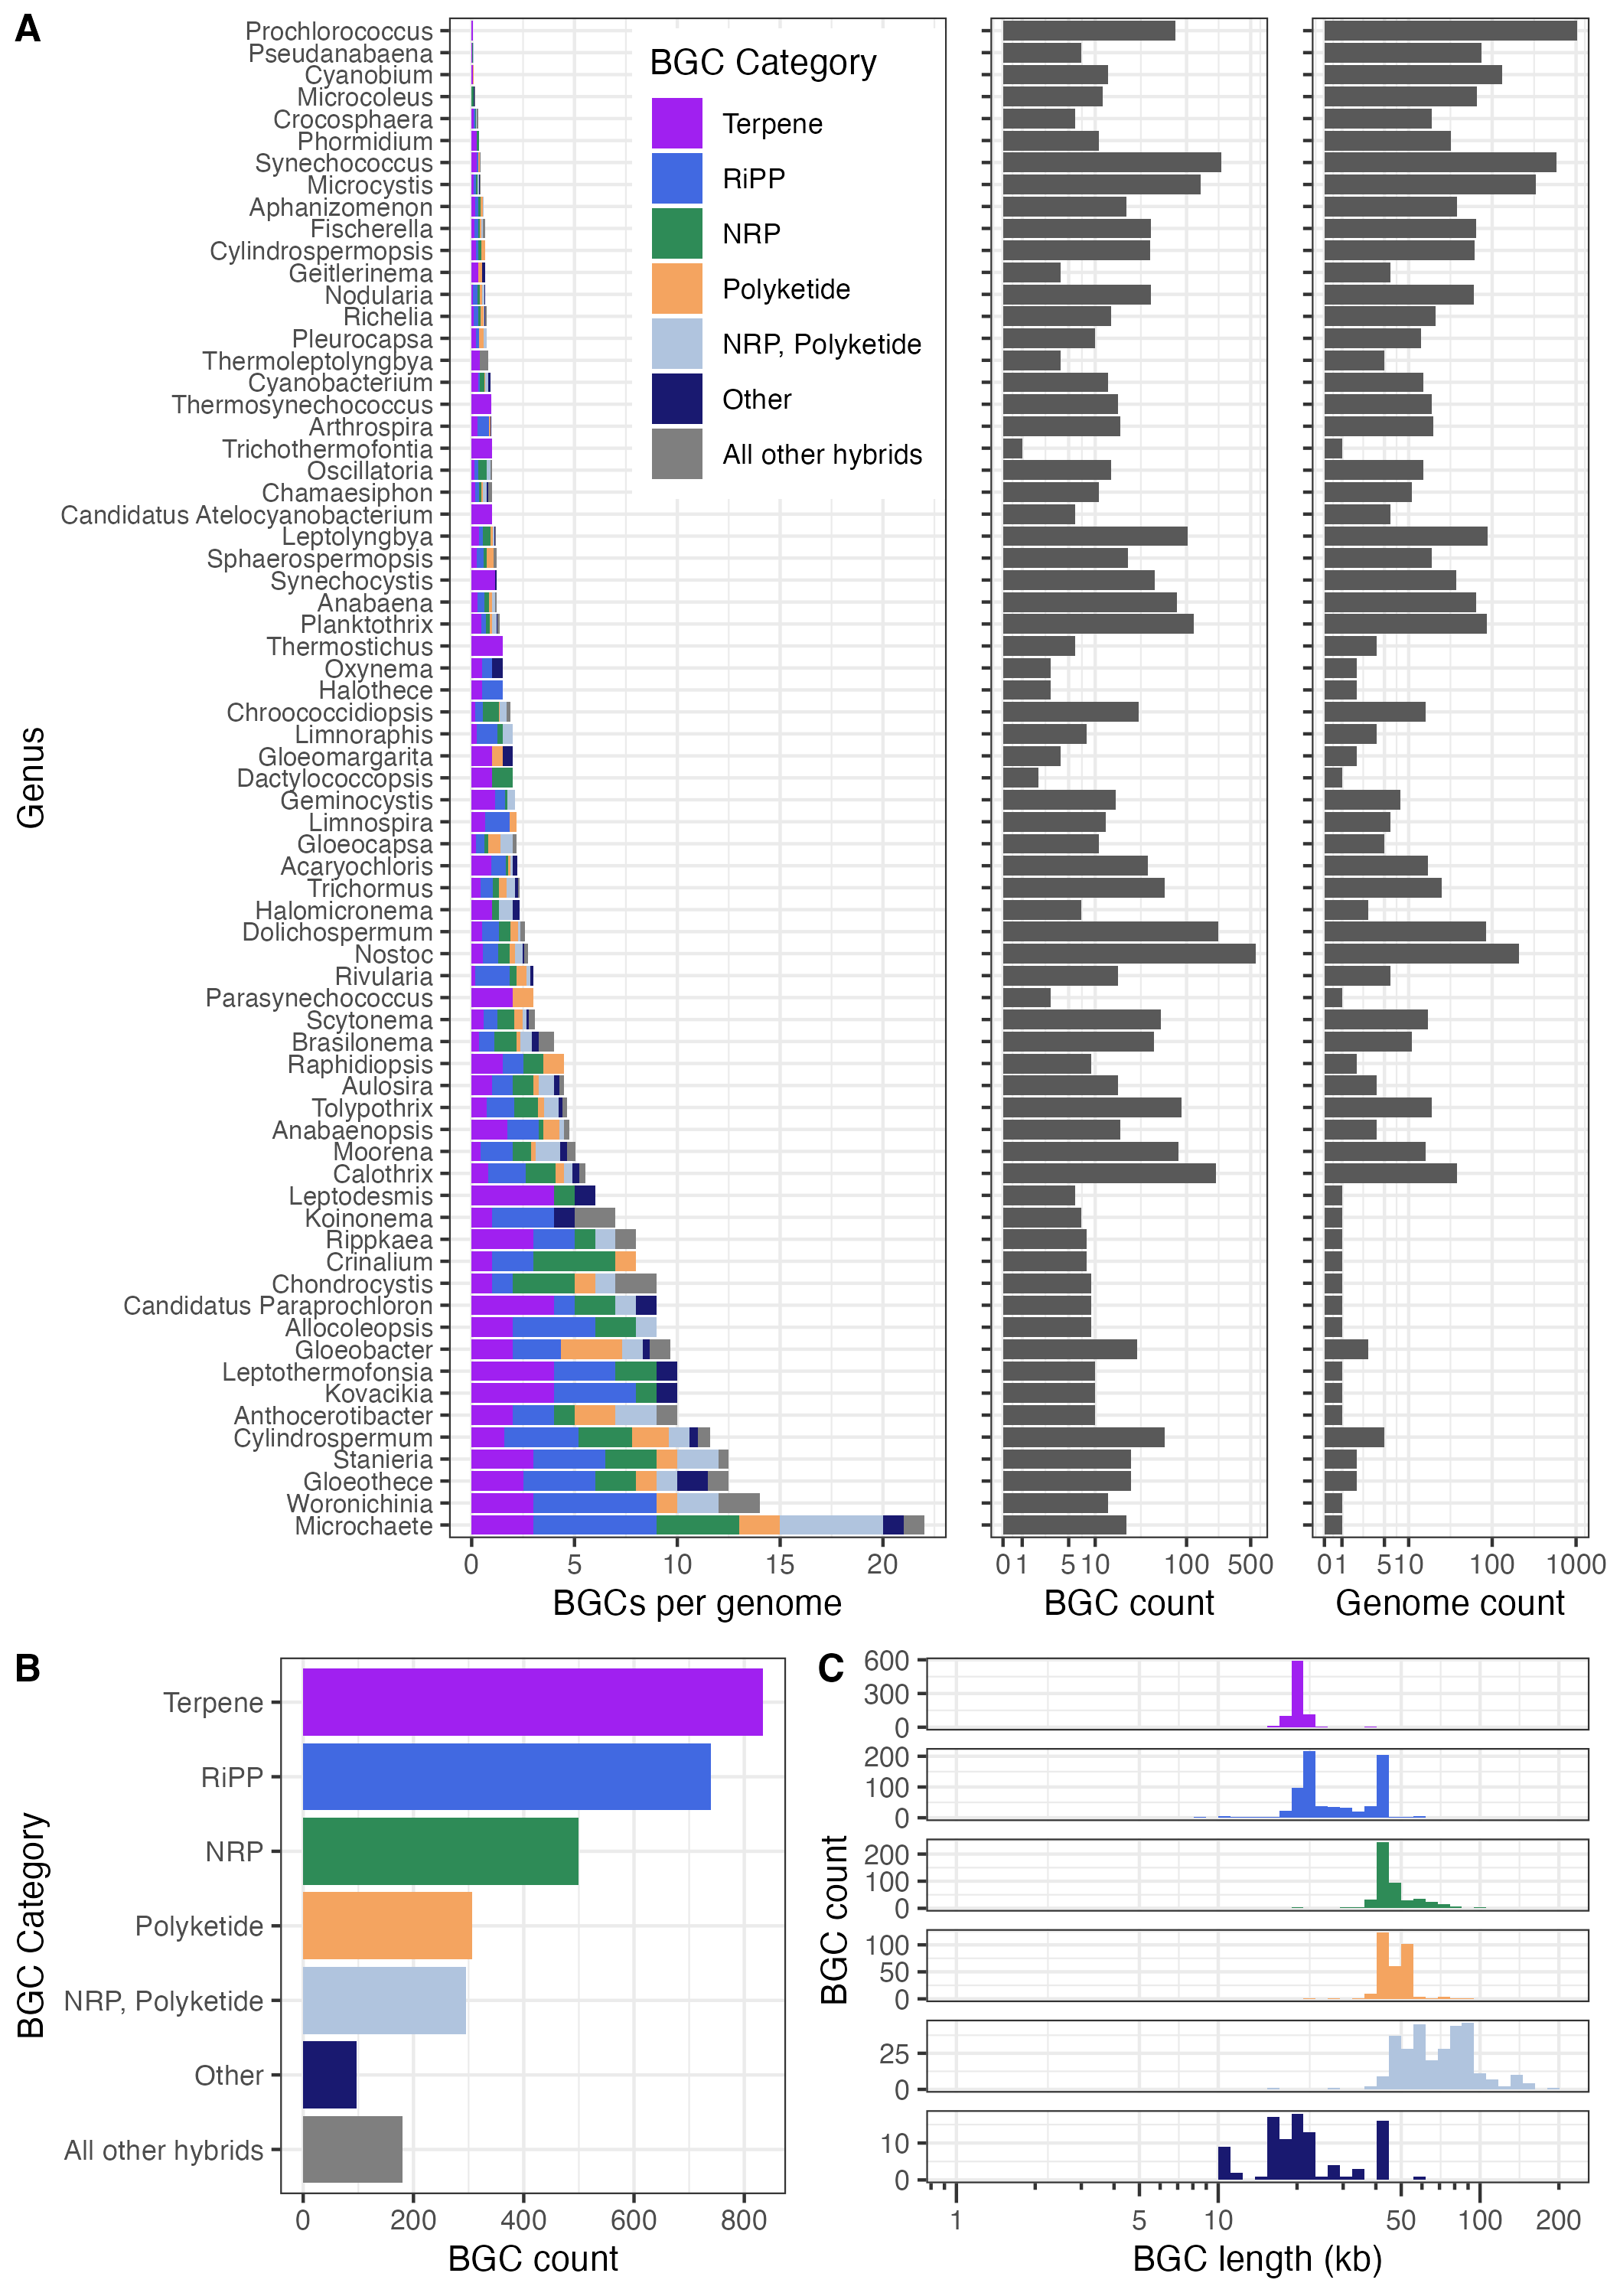 A
Genus
Prochlorococcus
Pseudanabaena
Cyanobium
Microcoleus
Crocosphaera
Phormidium
Synechococcus
Microcystis
Aphanizomenon
Fischerella
Cylindrospermopsis
Geitlerinema
Nodularia
Richelia
Pleurocapsa
Thermoleptolyngbya
Cyanobacterium
Thermosynechococcus
Arthrospira
Trichothermofontia
Oscillatoria
Chamaesiphon
Candidatus Atelocyanobacterium
Leptolyngbya
Sphaerospermopsis
Synechocystis
Anabaena
Planktothrix
Thermostichus
Oxynema
Halothece
Chroococcidiopsis
Limnoraphis
Gloeomargarita
Dactylococcopsis
Geminocystis
Limnospira
Gloeocapsa
Acaryochloris
Trichormus
Halomicronema
Dolichospermum
Nostoc
Rivularia
Parasynechococcus
Scytonema
Brasilonema
Raphidiopsis
Aulosira
Tolypothrix
Anabaenopsis
Moorena
Calothrix
Leptodesmis
Koinonema
Rippkaea
Crinalium
Chondrocystis
Candidatus Paraprochloron
Allocoleopsis
Gloeobacter
Leptothermofonsia
Kovacikia
Anthocerotibacter
Cylindrospermum
Stanieria
Gloeothece
Woronichinia
Microchaete
BGC Category
Terpene
RiPP
NRP
Polyketide
NRP, Polyketide
Other
All other hybrids
0 5 10 15 20
BGCs per genome
0 1 5 10 100 500
BGC count
0 1 5 10 100 1000
Genome count
B
BGC Category
Terpene
RiPP
NRP
Polyketide
NRP, Polyketide
Other
All other hybrids
0 200 400 600 800
BGC count
C
BGC count
600
300
0
200
100
0
200
100
0
100
50
0
25
0
10
0
1 5 10 50 100 200
BGC length (kb)